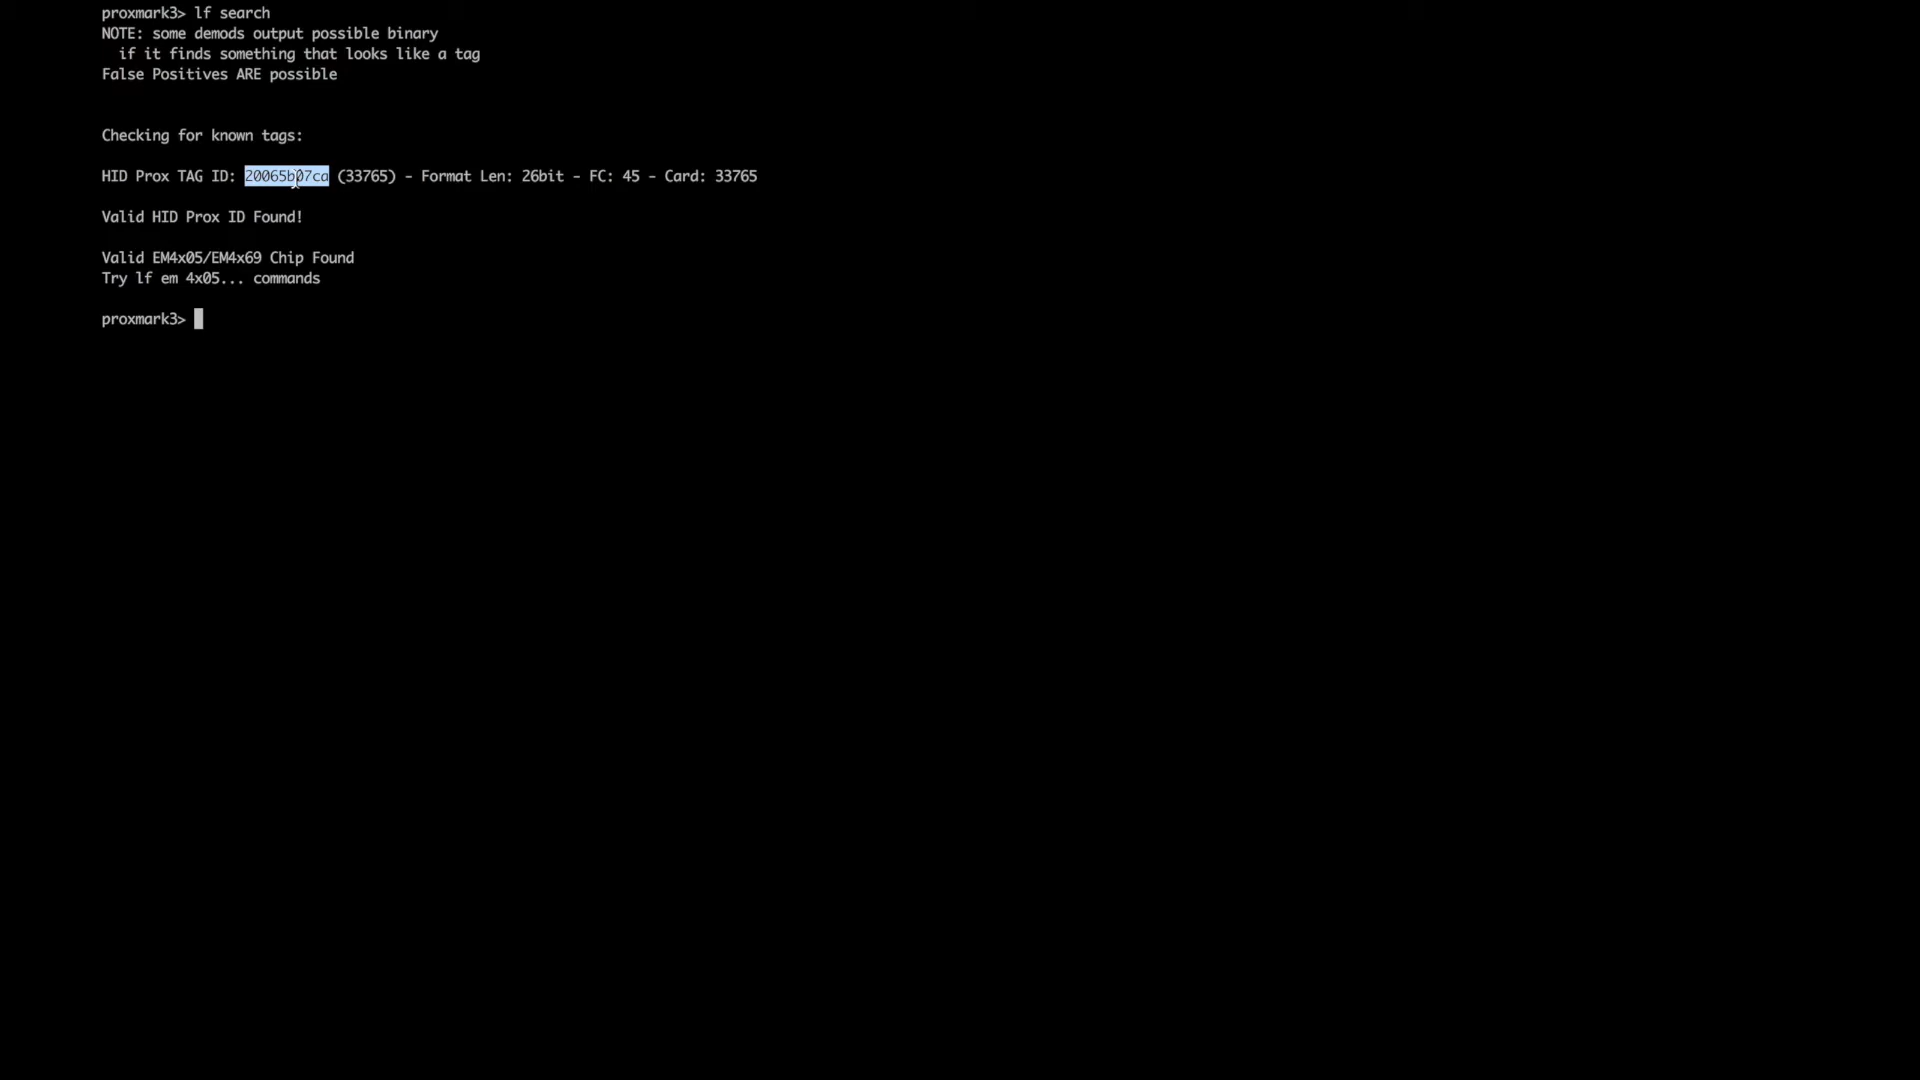 proxmark3> lf search
NOTE: some demods output possible binary
  if it finds something that looks like a tag
False Positives ARE possible
Checking for known tags:
HID Prox TAG ID: 20065b07ca (33765) - Format Len: 26bit - FC: 45 - Card: 33765
Valid HID Prox ID Found!
Valid EM4x05/EM4x69 Chip Found
Try lf em 4x05... commands
proxmark3>